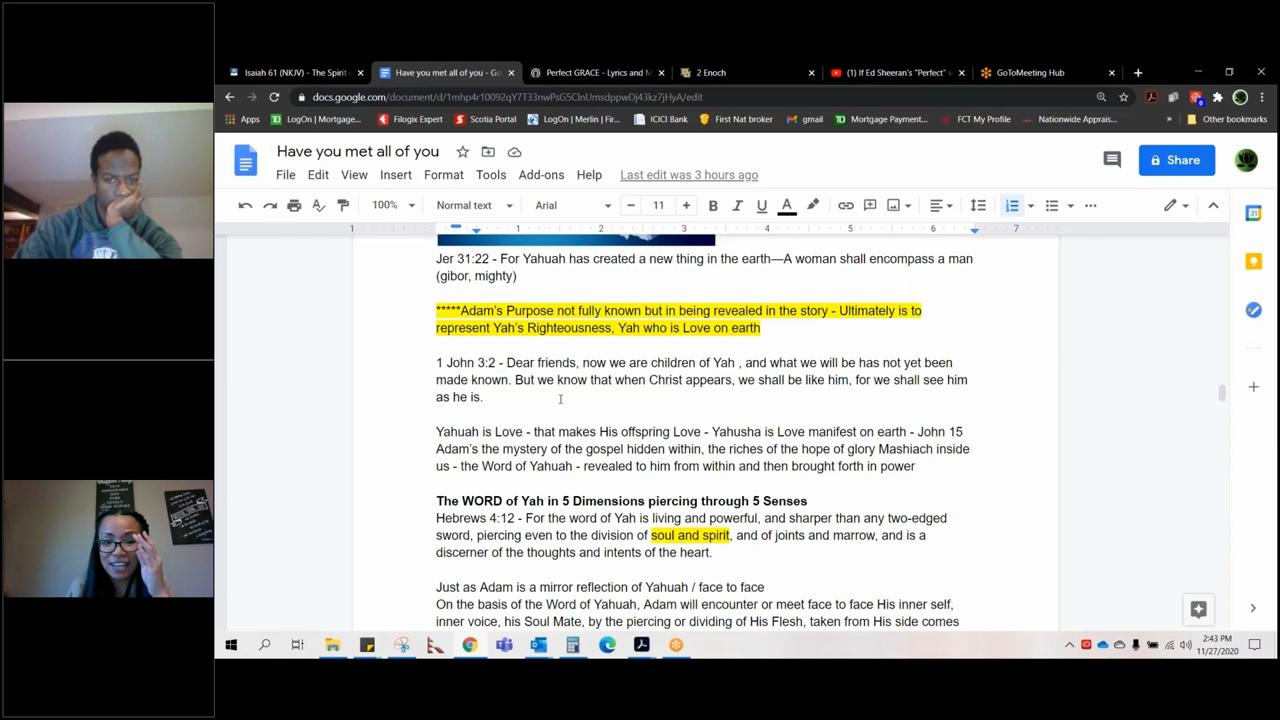 Isaiah 61 (NKJV) - The Spirit
Have you met all of you - Go
Perfect GRACE - Lyrics and M
2 Enoch
(1) If Ed Sheeran's "Perfect" w
GoToMeeting Hub
docs.google.com/document/d/1mhp4r10092qY7T33nwPsG5ClnUmsdppwDj43kz7jHyA/edit
Apps
LogOn | Mortgage...
Filogix Expert
Scotia Portal
LogOn | Merlin | Fir...
ICICI Bank
First Nat broker
gmail
Mortgage Payment...
FCT My Profile
Nationwide Apprais...
Other bookmarks
Have you met all of you
Share
File Edit View Insert Format Tools Add-ons Help Last edit was 3 hours ago
100% Normal text Arial 11
1 1 2 3 4 5 6 7
Jer 31:22 - For Yahuah has created a new thing in the earth—A woman shall encompass a man
(gibor, mighty)
*****Adam's Purpose not fully known but in being revealed in the story - Ultimately is to
represent Yah's Righteousness, Yah who is Love on earth
1 John 3:2 - Dear friends, now we are children of Yah , and what we will be has not yet been
made known. But we know that when Christ appears, we shall be like him, for we shall see him
as he is.
Yahuah is Love - that makes His offspring Love - Yahusha is Love manifest on earth - John 15
Adam's the mystery of the gospel hidden within, the riches of the hope of glory Mashiach inside
us - the Word of Yahuah - revealed to him from within and then brought forth in power
The WORD of Yah in 5 Dimensions piercing through 5 Senses
Hebrews 4:12 - For the word of Yah is living and powerful, and sharper than any two-edged
sword, piercing even to the division of soul and spirit, and of joints and marrow, and is a
discerner of the thoughts and intents of the heart.
Just as Adam is a mirror reflection of Yahuah / face to face
On the basis of the Word of Yahuah, Adam will encounter or meet face to face His inner self,
inner voice, his Soul Mate, by the piercing or dividing of His Flesh, taken from His side comes
2:43 PM
11/27/2020